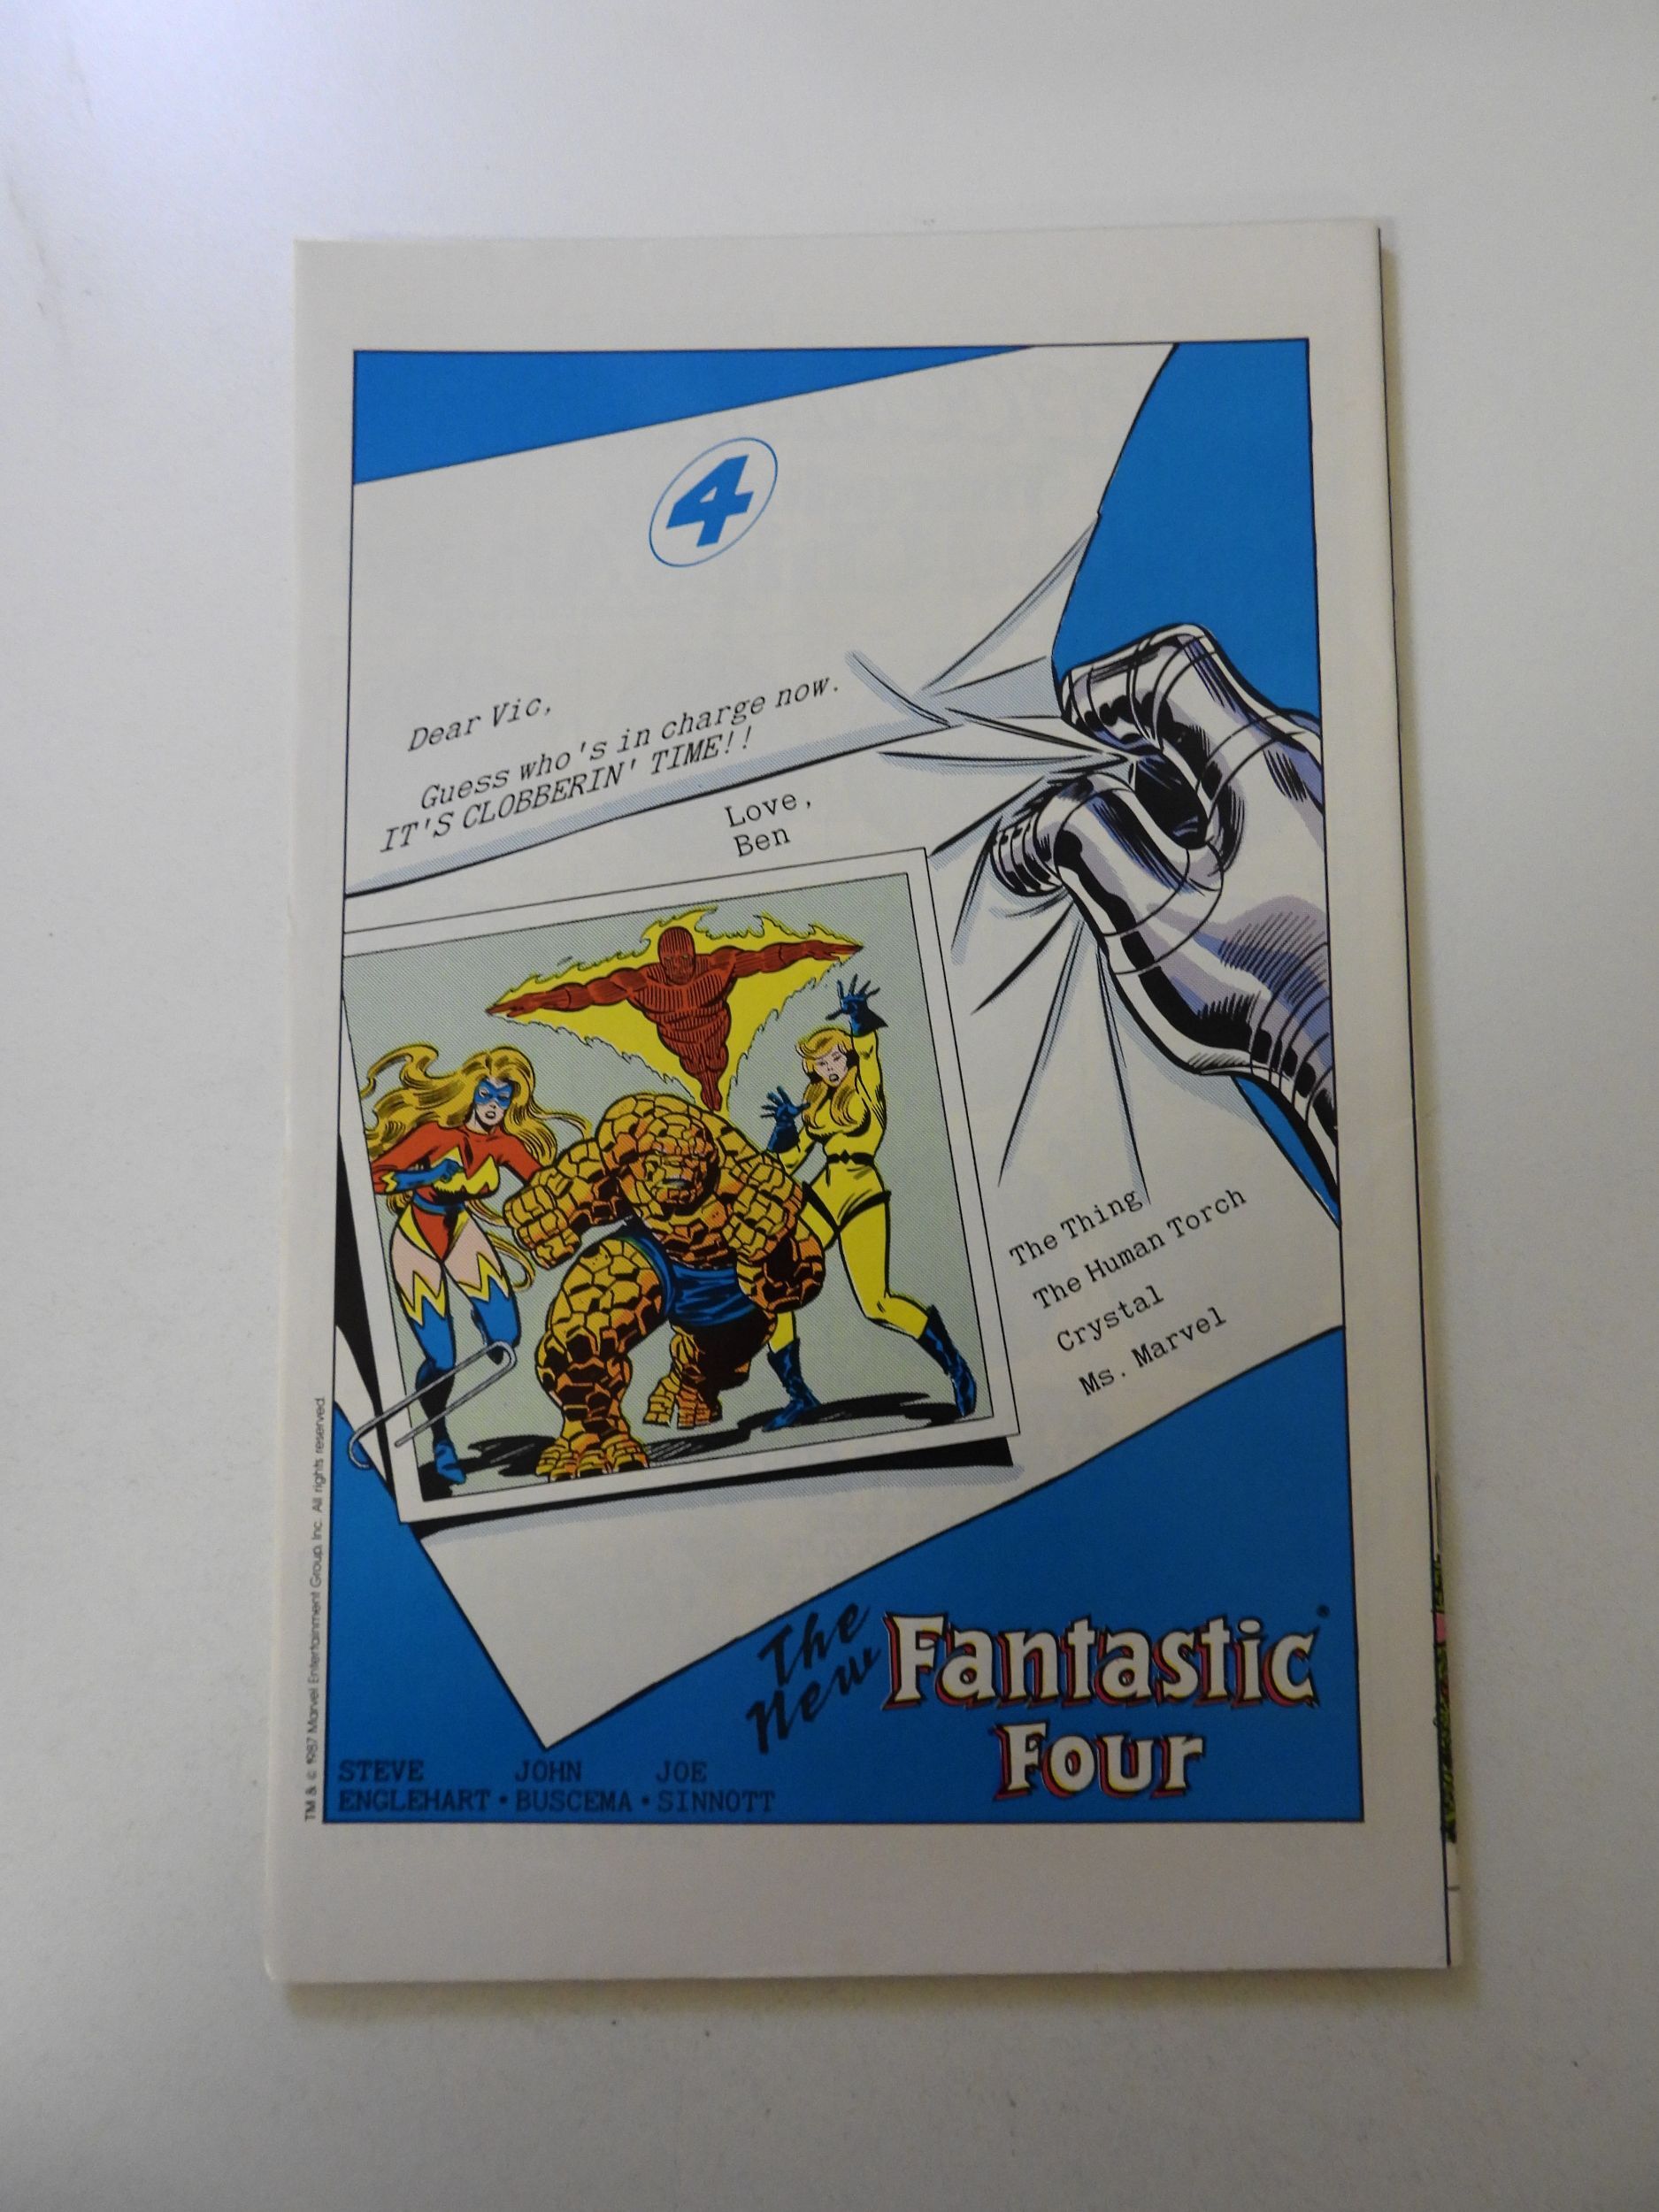 4
Dear Vic,
Guess who's in charge now.
IT'S CLOBBERIN' TIME!!
Love,
Ben
The Thing
The Human Torch
Crystal
Ms. Marvel
The New Fantastic®
Four
STEVE JOHN JOE
ENGLEHART · BUSCEMA · SINNOTT
TM & © 1987 Marvel Entertainment Group, Inc. All rights reserved.